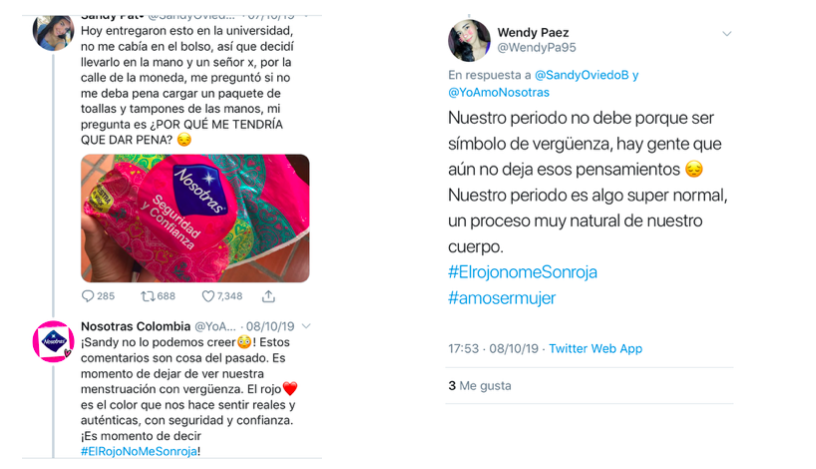 Sandy Pat• @SandyOvied... · 07/10/19
Hoy entregaron esto en la universidad,
no me cabía en el bolso, así que decidí
llevarlo en la mano y un señor x, por la
calle de la moneda, me preguntó si no
me deba pena cargar un paquete de
toallas y tampones de las manos, mi
pregunta es ¿POR QUÉ ME TENDRÍA
QUE DAR PENA? 😔
Nosotras
Seguridad
y Confianza
285 688 7,348
Nosotras Colombia @YoA... · 08/10/19
Nosotras
¡Sandy no lo podemos creer😳! Estos
comentarios son cosa del pasado. Es
momento de dejar de ver nuestra
menstruación con vergüenza. El rojo❤️
es el color que nos hace sentir reales y
auténticas, con seguridad y confianza.
¡Es momento de decir
#ElRojoNoMeSonroja!
Wendy Paez
@WendyPa95
En respuesta a @SandyOviedoB y
@YoAmoNosotras
Nuestro periodo no debe porque ser
símbolo de vergüenza, hay gente que
aún no deja esos pensamientos 😔
Nuestro periodo es algo super normal,
un proceso muy natural de nuestro
cuerpo.
#ElrojonomeSonroja
#amosermujer
17:53 · 08/10/19 · Twitter Web App
3 Me gusta